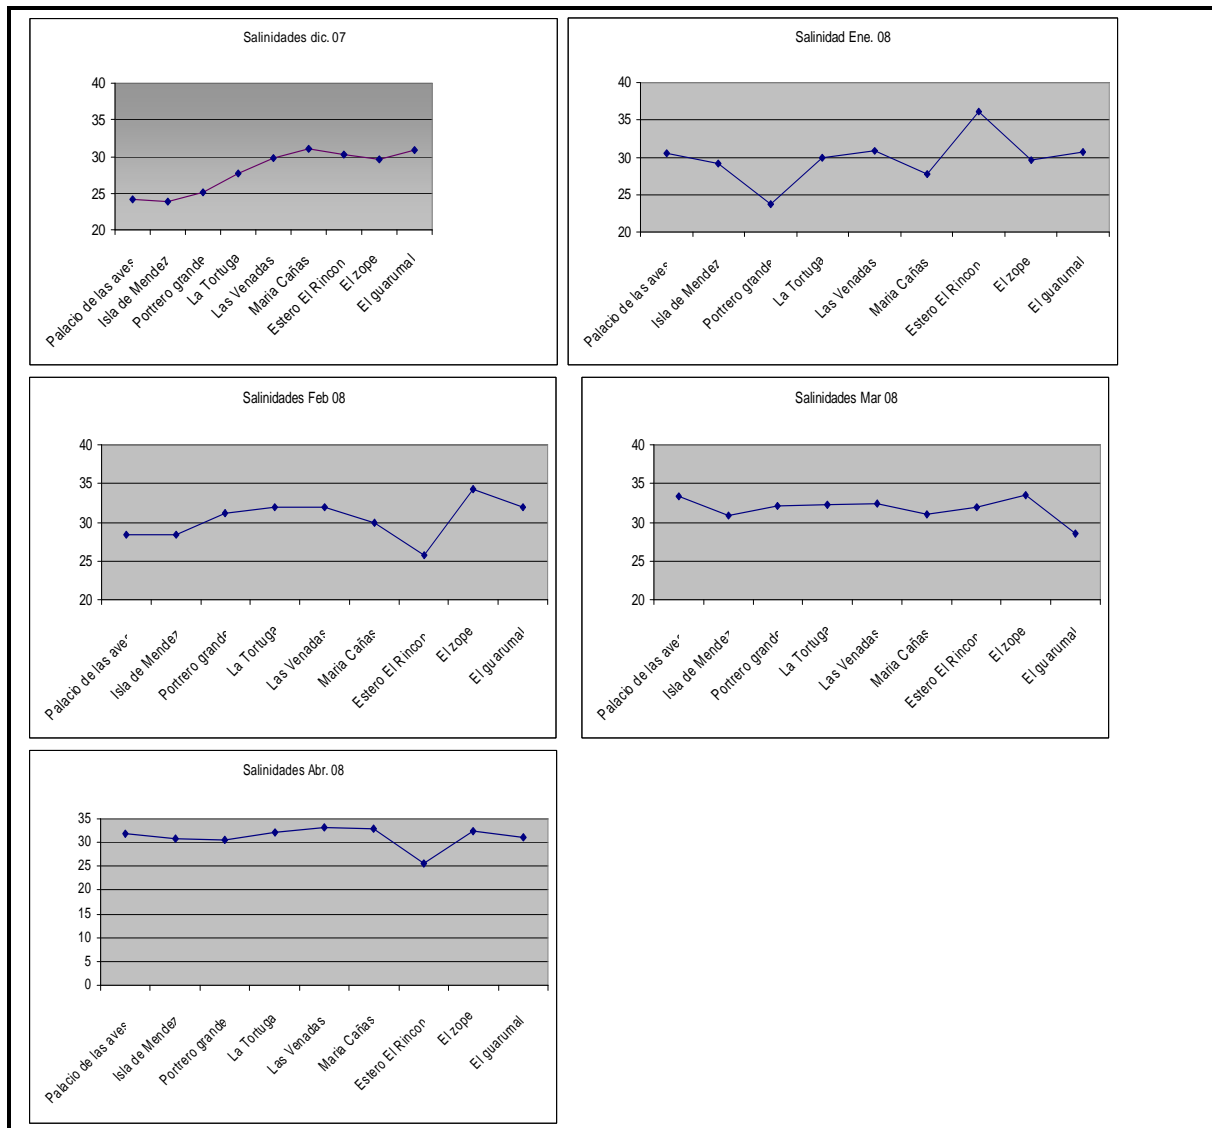 Salinidades dic. 07
40
35
30
25
20
Palacio de las aves
Isla de Mendez
Portrero grande
La Tortuga
Las Venadas
Maria Cañas
Estero El Rincon
El zope
El guarumal
Salinidad Ene. 08
40
35
30
25
20
Palacio de las aves
Isla de Mendez
Portrero grande
La Tortuga
Las Venadas
Maria Cañas
Estero El Rincon
El zope
El guarumal
Salinidades Feb 08
40
35
30
25
20
Palacio de las aves
Isla de Mendez
Portrero grande
La Tortuga
Las Venadas
Maria Cañas
Estero El Rincon
El zope
El guarumal
Salinidades Mar 08
40
35
30
25
20
Palacio de las aves
Isla de Mendez
Portrero grande
La Tortuga
Las Venadas
Maria Cañas
Estero El Rincon
El zope
El guarumal
Salinidades Abr. 08
35
30
25
20
15
10
5
0
Palacio de las aves
Isla de Mendez
Portrero grande
La Tortuga
Las Venadas
Maria Cañas
Estero El Rincon
El zope
El guarumal